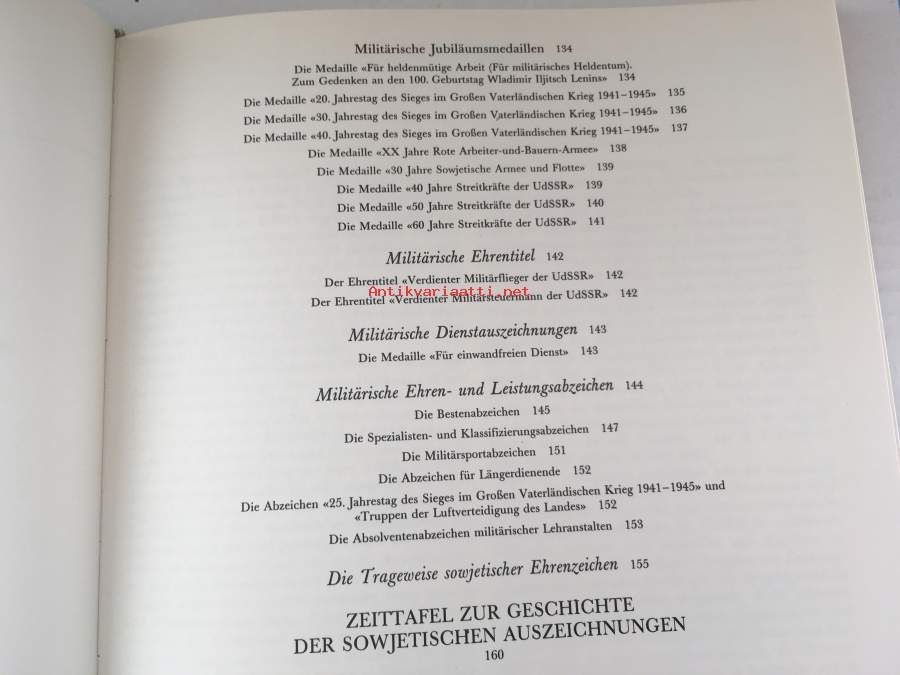 Militärische Jubiläumsmedaillen 134
Die Medaille «Für heldenmütige Arbeit (Für militärisches Heldentum).
Zum Gedenken an den 100. Geburtstag Wladimir Iljitsch Lenins» 134
Die Medaille «20. Jahrestag des Sieges im Großen Vaterländischen Krieg 1941–1945» 135
Die Medaille «30. Jahrestag des Sieges im Großen Vaterländischen Krieg 1941–1945» 136
Die Medaille «40. Jahrestag des Sieges im Großen Vaterländischen Krieg 1941–1945» 137
Die Medaille «XX Jahre Rote Arbeiter-und-Bauern-Armee» 138
Die Medaille «30 Jahre Sowjetische Armee und Flotte» 139
Die Medaille «40 Jahre Streitkräfte der UdSSR» 139
Die Medaille «50 Jahre Streitkräfte der UdSSR» 140
Die Medaille «60 Jahre Streitkräfte der UdSSR» 141
Militärische Ehrentitel 142
Der Ehrentitel «Verdienter Militärflieger der UdSSR» 142
Antikvariaatti.net
Der Ehrentitel «Verdienter Militärsteuermann der UdSSR» 142
Militärische Dienstauszeichnungen 143
Die Medaille «Für einwandfreien Dienst» 143
Militärische Ehren- und Leistungsabzeichen 144
Die Bestenabzeichen 145
Die Spezialisten- und Klassifizierungsabzeichen 147
Die Militärsportabzeichen 151
Die Abzeichen für Längerdienende 152
Die Abzeichen «25. Jahrestag des Sieges im Großen Vaterländischen Krieg 1941–1945» und
«Truppen der Luftverteidigung des Landes» 152
Die Absolventenabzeichen militärischer Lehranstalten 153
Die Trageweise sowjetischer Ehrenzeichen 155
ZEITTAFEL ZUR GESCHICHTE
DER SOWJETISCHEN AUSZEICHNUNGEN
160